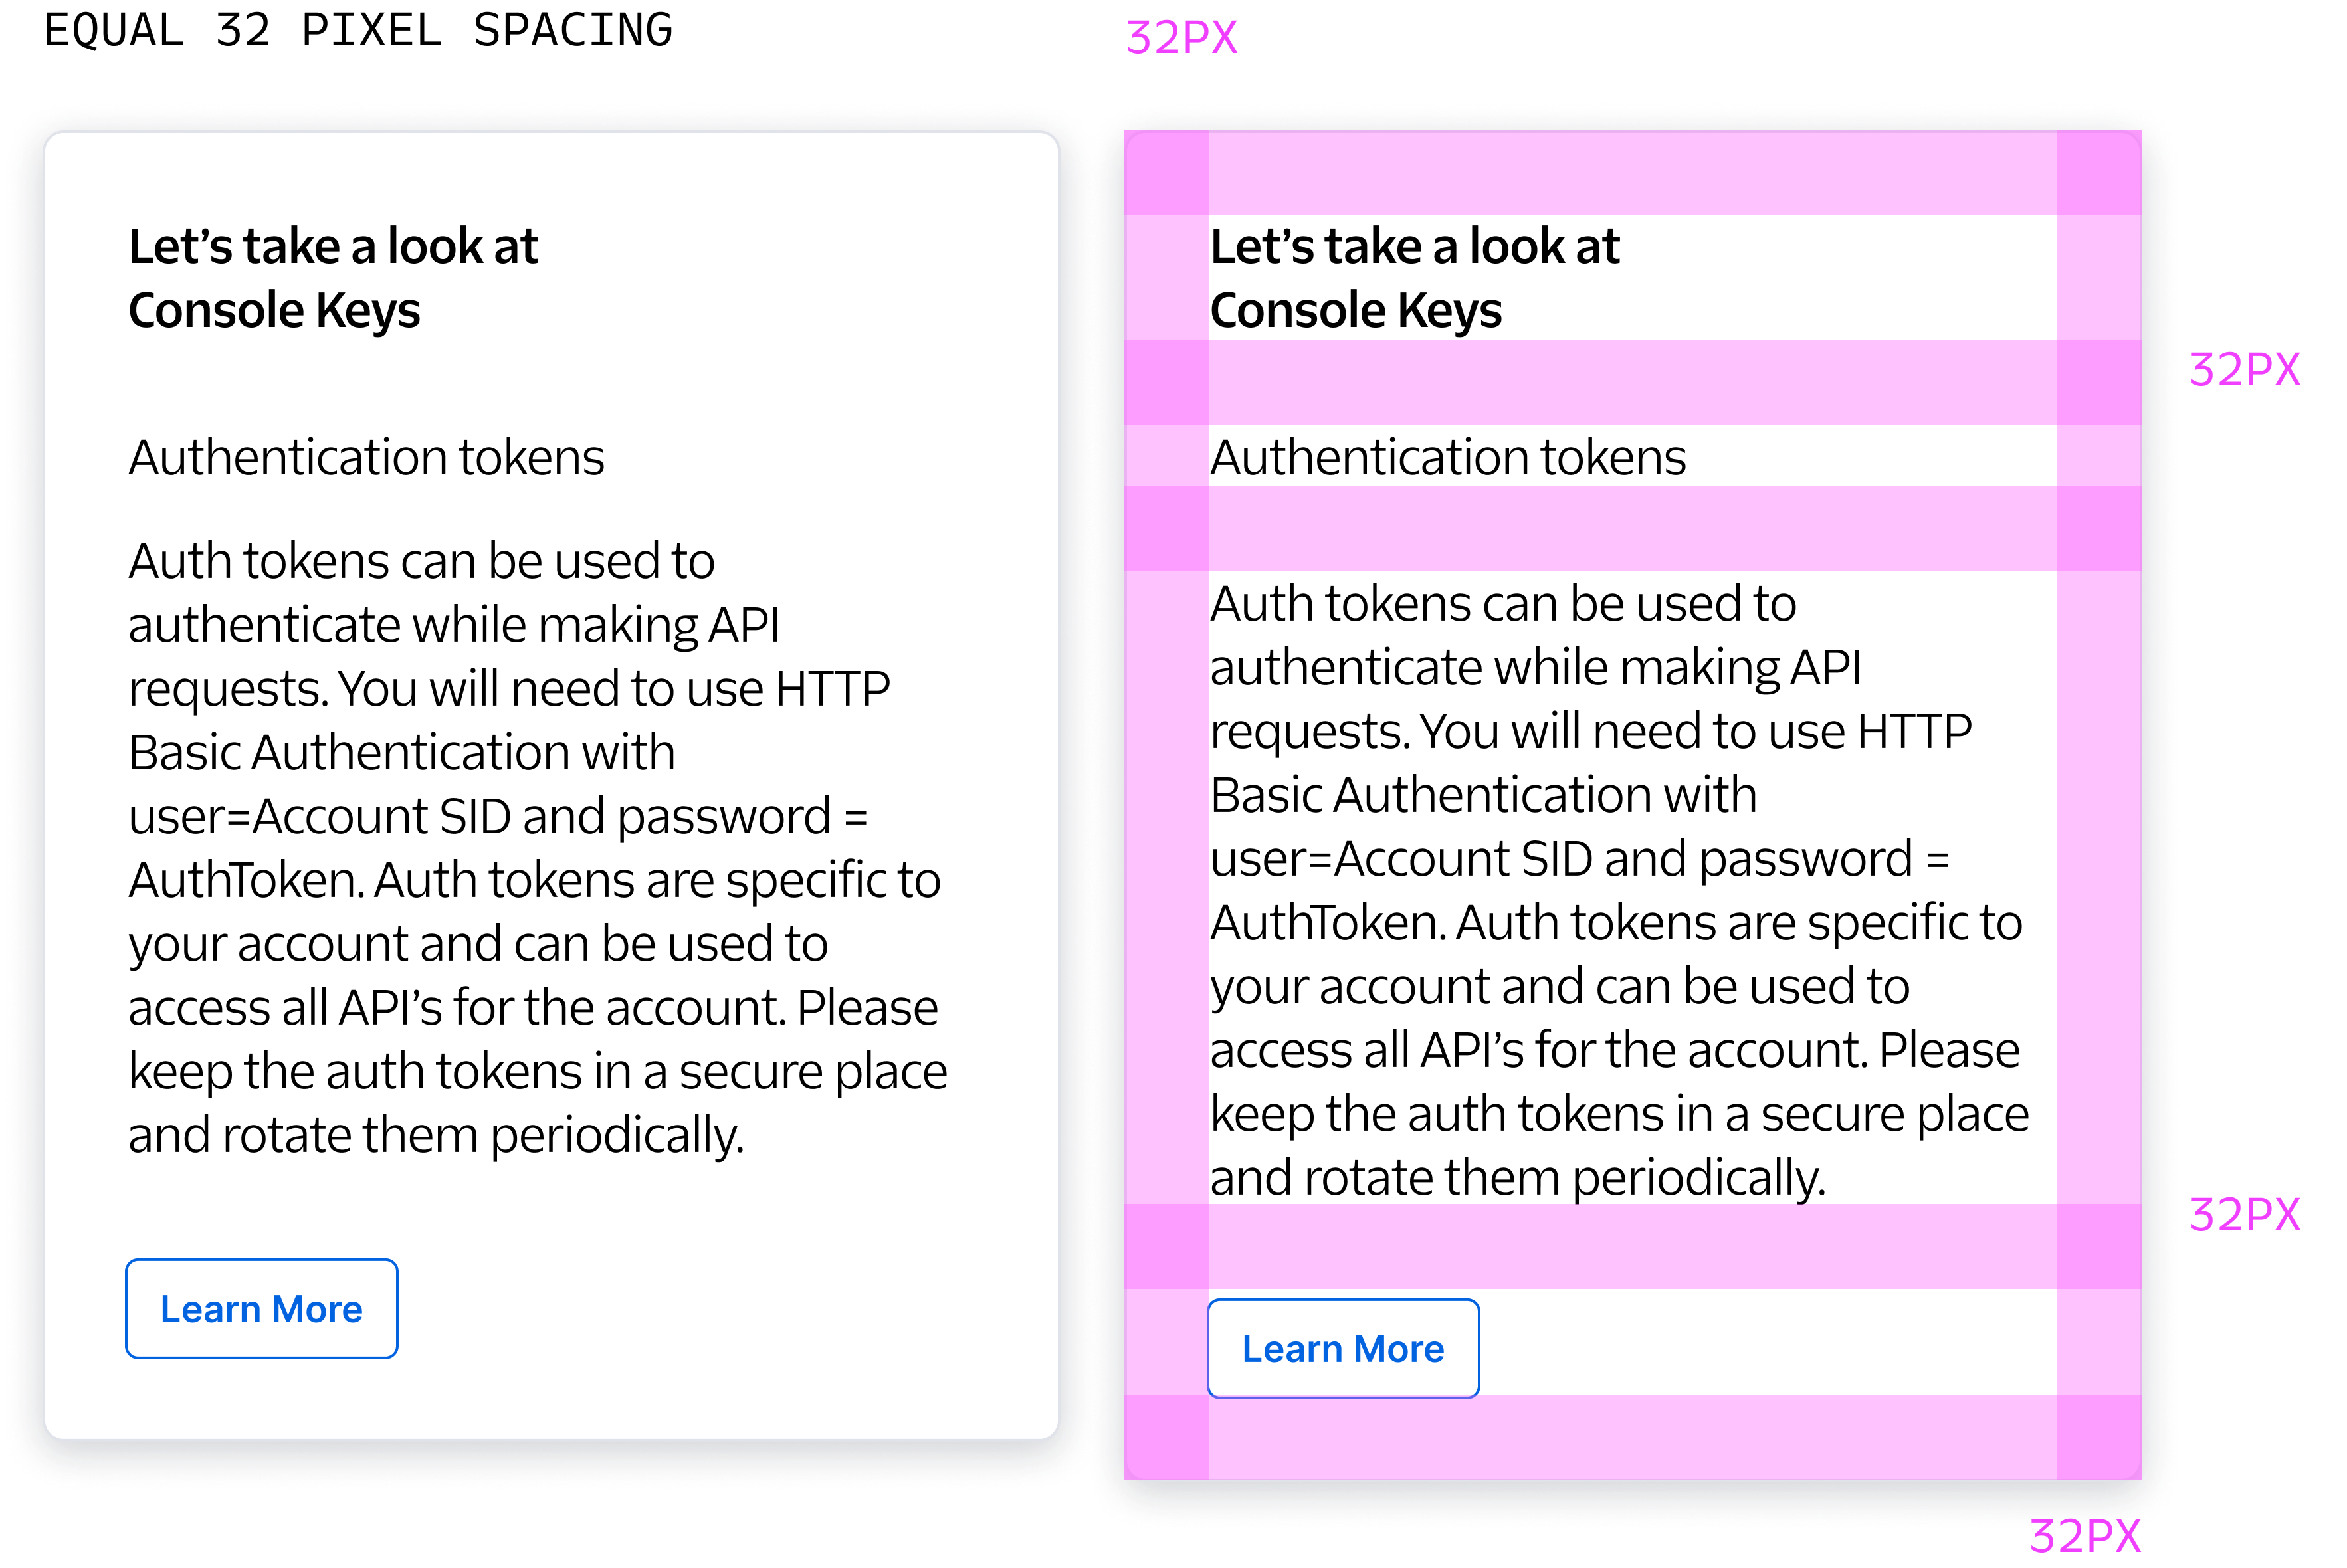 EQUAL 32 PIXEL SPACING
Let’s take a look at
Console Keys
Authentication tokens
Auth tokens can be used to
authenticate while making API
requests. You will need to use HTTP
Basic Authentication with
user=Account SID and password =
AuthToken. Auth tokens are specific to
your account and can be used to
access all API’s for the account. Please
keep the auth tokens in a secure place
and rotate them periodically.
Learn More
32PX
Let’s take a look at
Console Keys
32PX
Authentication tokens
Auth tokens can be used to
authenticate while making API
requests. You will need to use HTTP
Basic Authentication with
user=Account SID and password =
AuthToken. Auth tokens are specific to
your account and can be used to
access all API’s for the account. Please
keep the auth tokens in a secure place
and rotate them periodically.
32PX
Learn More
32PX